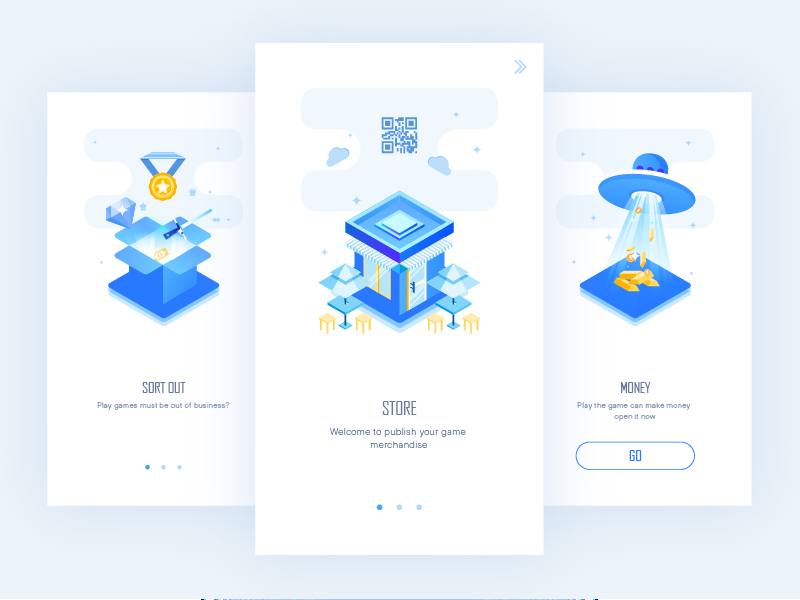 SORT OUT
Play games must be out of business?
STORE
Welcome to publish your game
merchandise
MONEY
Play the game can make money
open it now
GO